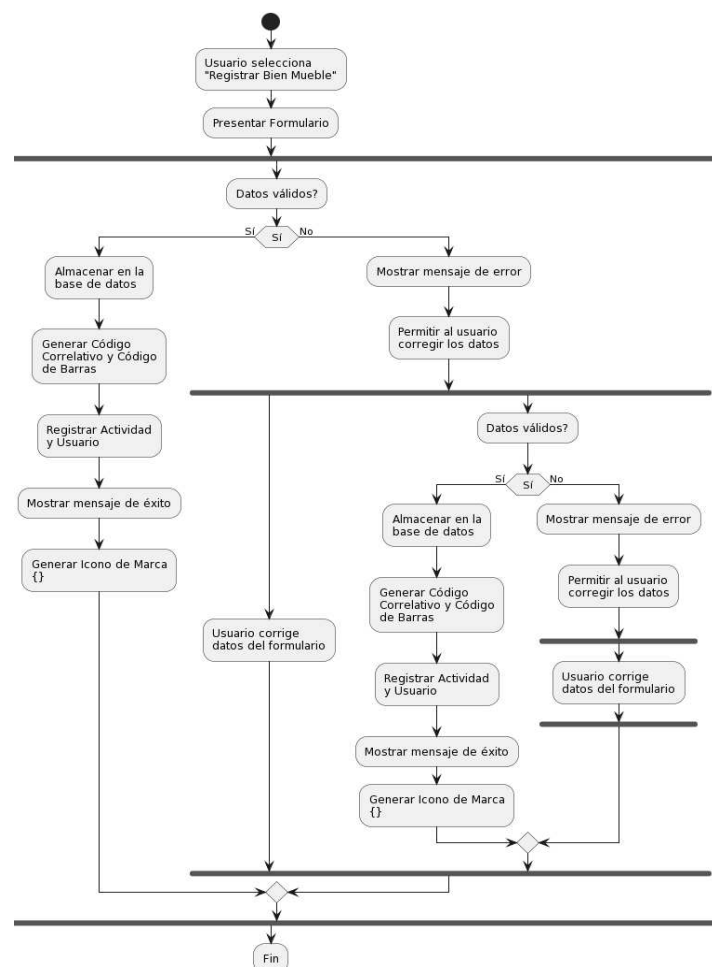 Usuario selecciona
"Registrar Bien Mueble"
Presentar Formulario
Datos válidos?
Sí
Sí
No
Almacenar en la
base de datos
Generar Código
Correlativo y Código
de Barras
Registrar Actividad
y Usuario
Mostrar mensaje de éxito
Generar Icono de Marca
{}
Mostrar mensaje de error
Permitir al usuario
corregir los datos
Usuario corrige
datos del formulario
Datos válidos?
Sí
Sí
No
Almacenar en la
base de datos
Generar Código
Correlativo y Código
de Barras
Registrar Actividad
y Usuario
Mostrar mensaje de éxito
Generar Icono de Marca
{}
Mostrar mensaje de error
Permitir al usuario
corregir los datos
Usuario corrige
datos del formulario
Fin